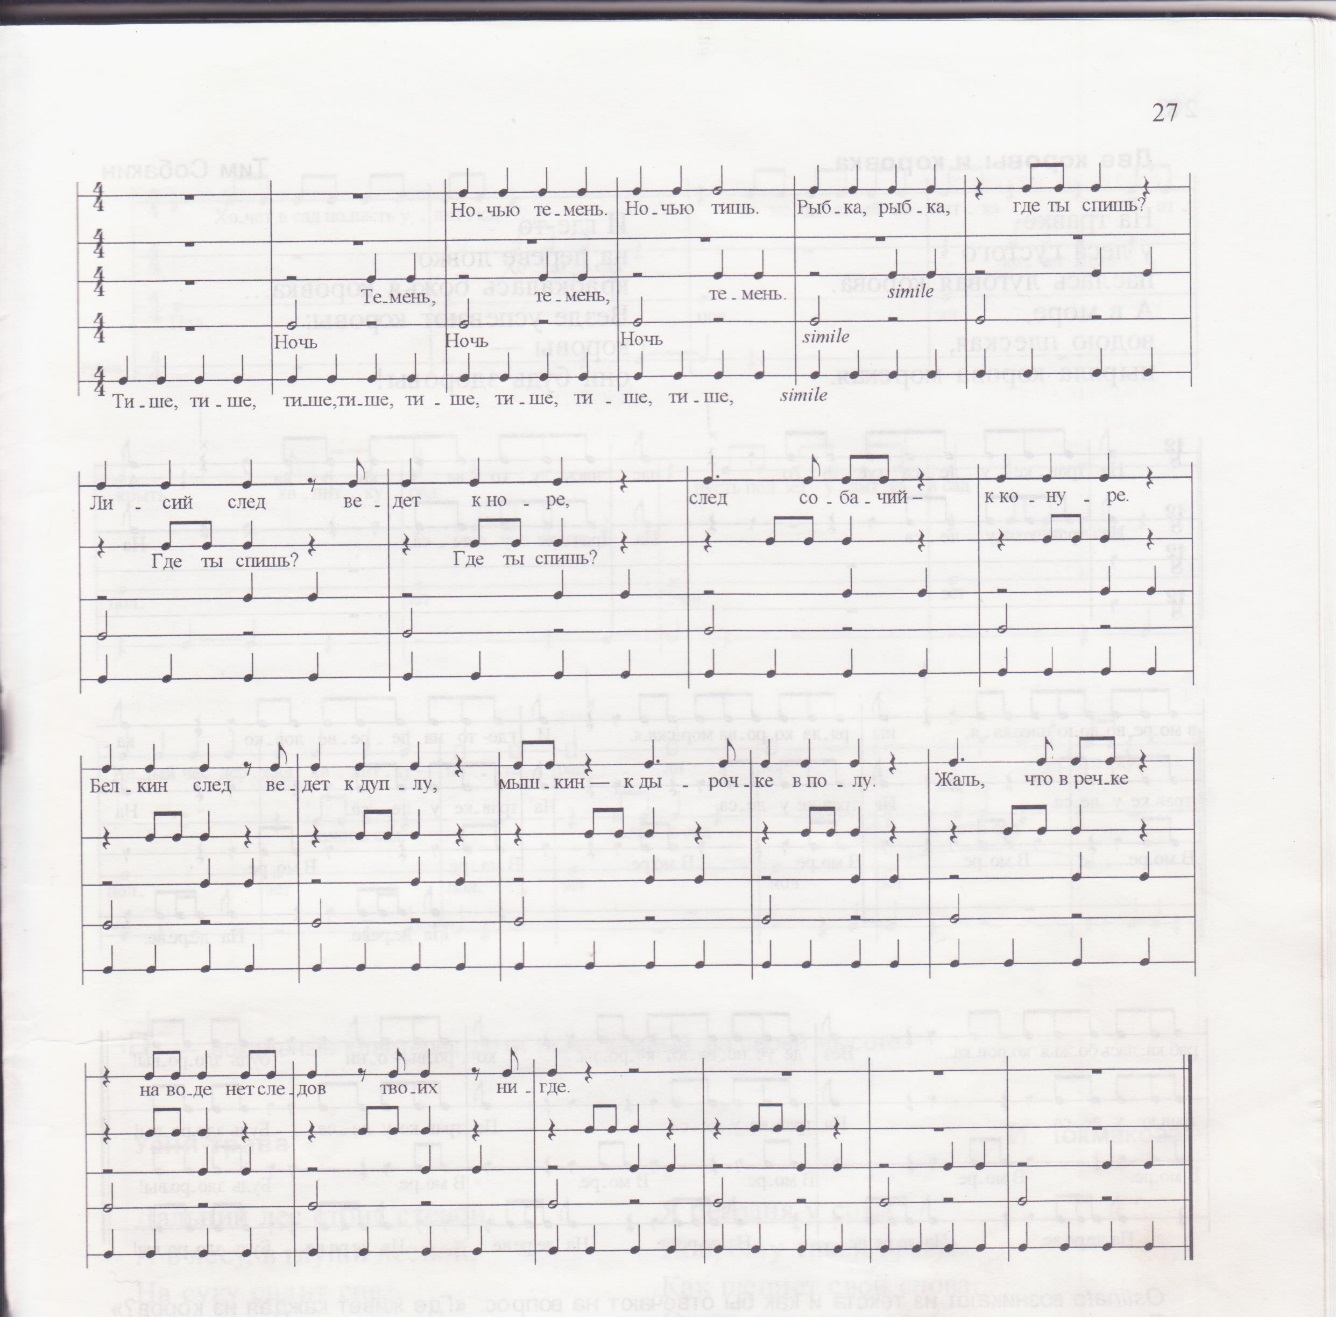 27
Но-чью те-мень. Но-чью тишь. Рыб-ка, рыб-ка, где ты спишь?
Те-мень, те-мень, те-мень. simile
Ночь Ночь Ночь simile
Ти-ше, ти-ше, ти-ше, ти-ше, ти-ше, ти-ше, ти-ше, ти-ше, simile
Ли-сий след ве-дет к но-ре, след со-ба-чий— к ко-ну-ре.
Где ты спишь? Где ты спишь?
Бел-кин след ве-дет к дуп-лу, мыш-кин— к ды-роч-ке в по-лу. Жаль, что в реч-ке
на во-де нет сле-дов тво-их ни-где.